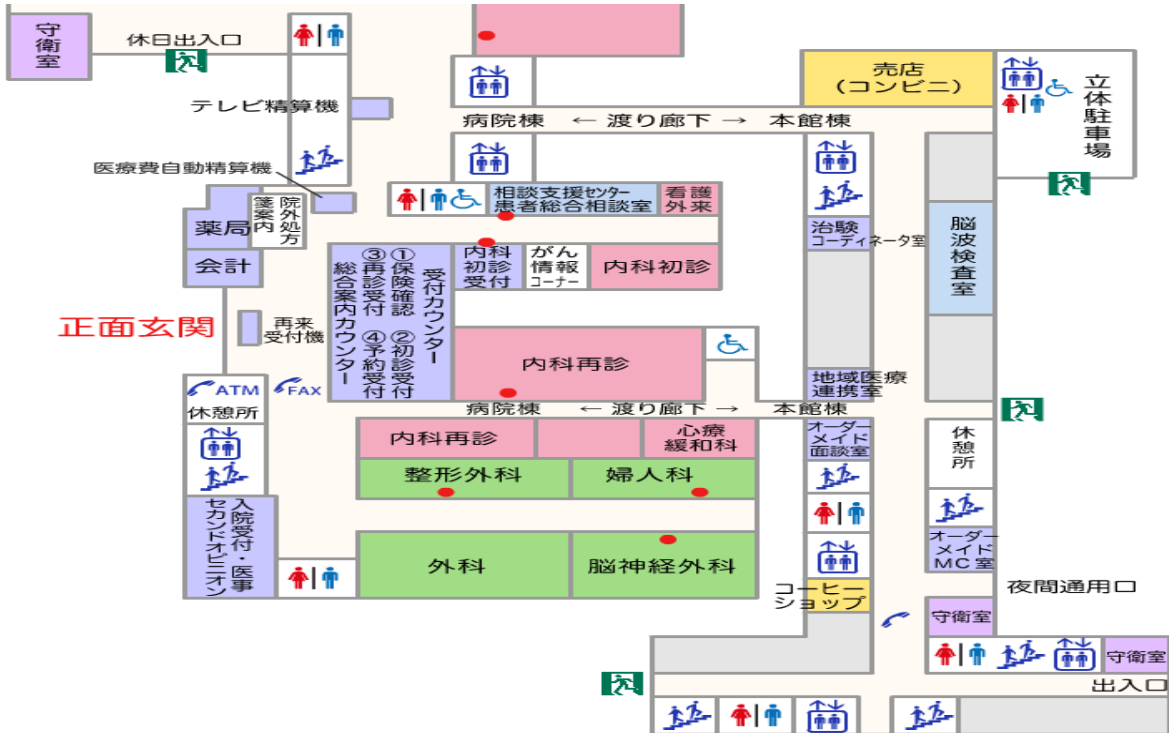 守衛室
休日出入口
売店
(コンビニ)
立体駐車場
テレビ精算機
病院棟 ← 渡り廊下 → 本館棟
医療費自動精算機
相談支援センター
患者総合相談室
看護
外来
薬局
院外処方
箋案内
治験
コーディネータ室
脳波検査室
会計
受付カウンター
①保険確認 ②初診受付
③再診受付 ④予約受付
総合案内カウンター
内科
初診
受付
がん
情報
コーナー
内科初診
正面玄関
再来
受付機
内科再診
地域医療
連携室
ATM
FAX
休憩所
病院棟 ← 渡り廊下 → 本館棟
内科再診
心療
緩和科
オーダー
メイド
面談室
休憩所
整形外科
婦人科
入院受付・医事
セカンドオピニオン
外科
脳神経外科
オーダー
メイド
MC室
コーヒー
ショップ
夜間通用口
守衛室
守衛室
出入口